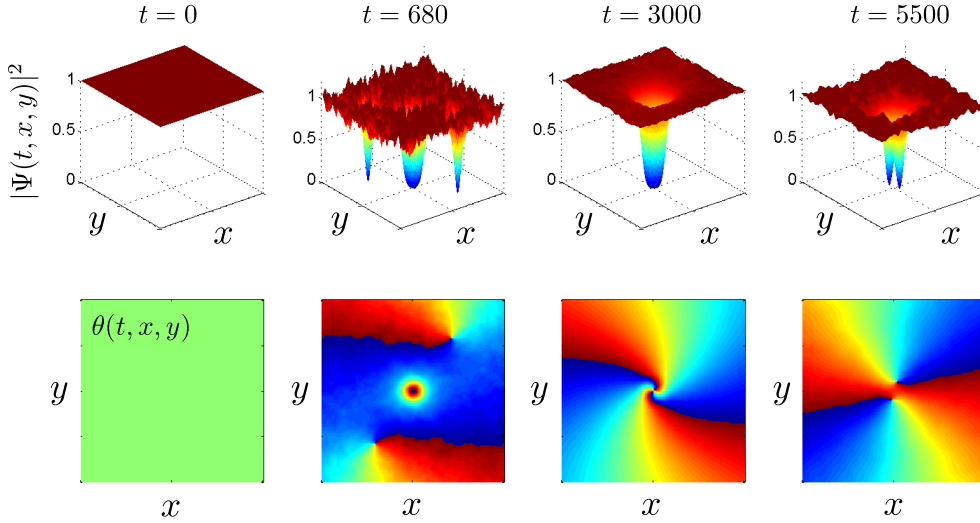 t = 0
t = 680
t = 3000
t = 5500
|Ψ(t, x, y)|²
1
0.5
0
y
x
1
0.5
0
y
x
1
0.5
0
y
x
1
0.5
0
y
x
θ(t, x, y)
y
x
y
x
y
x
y
x